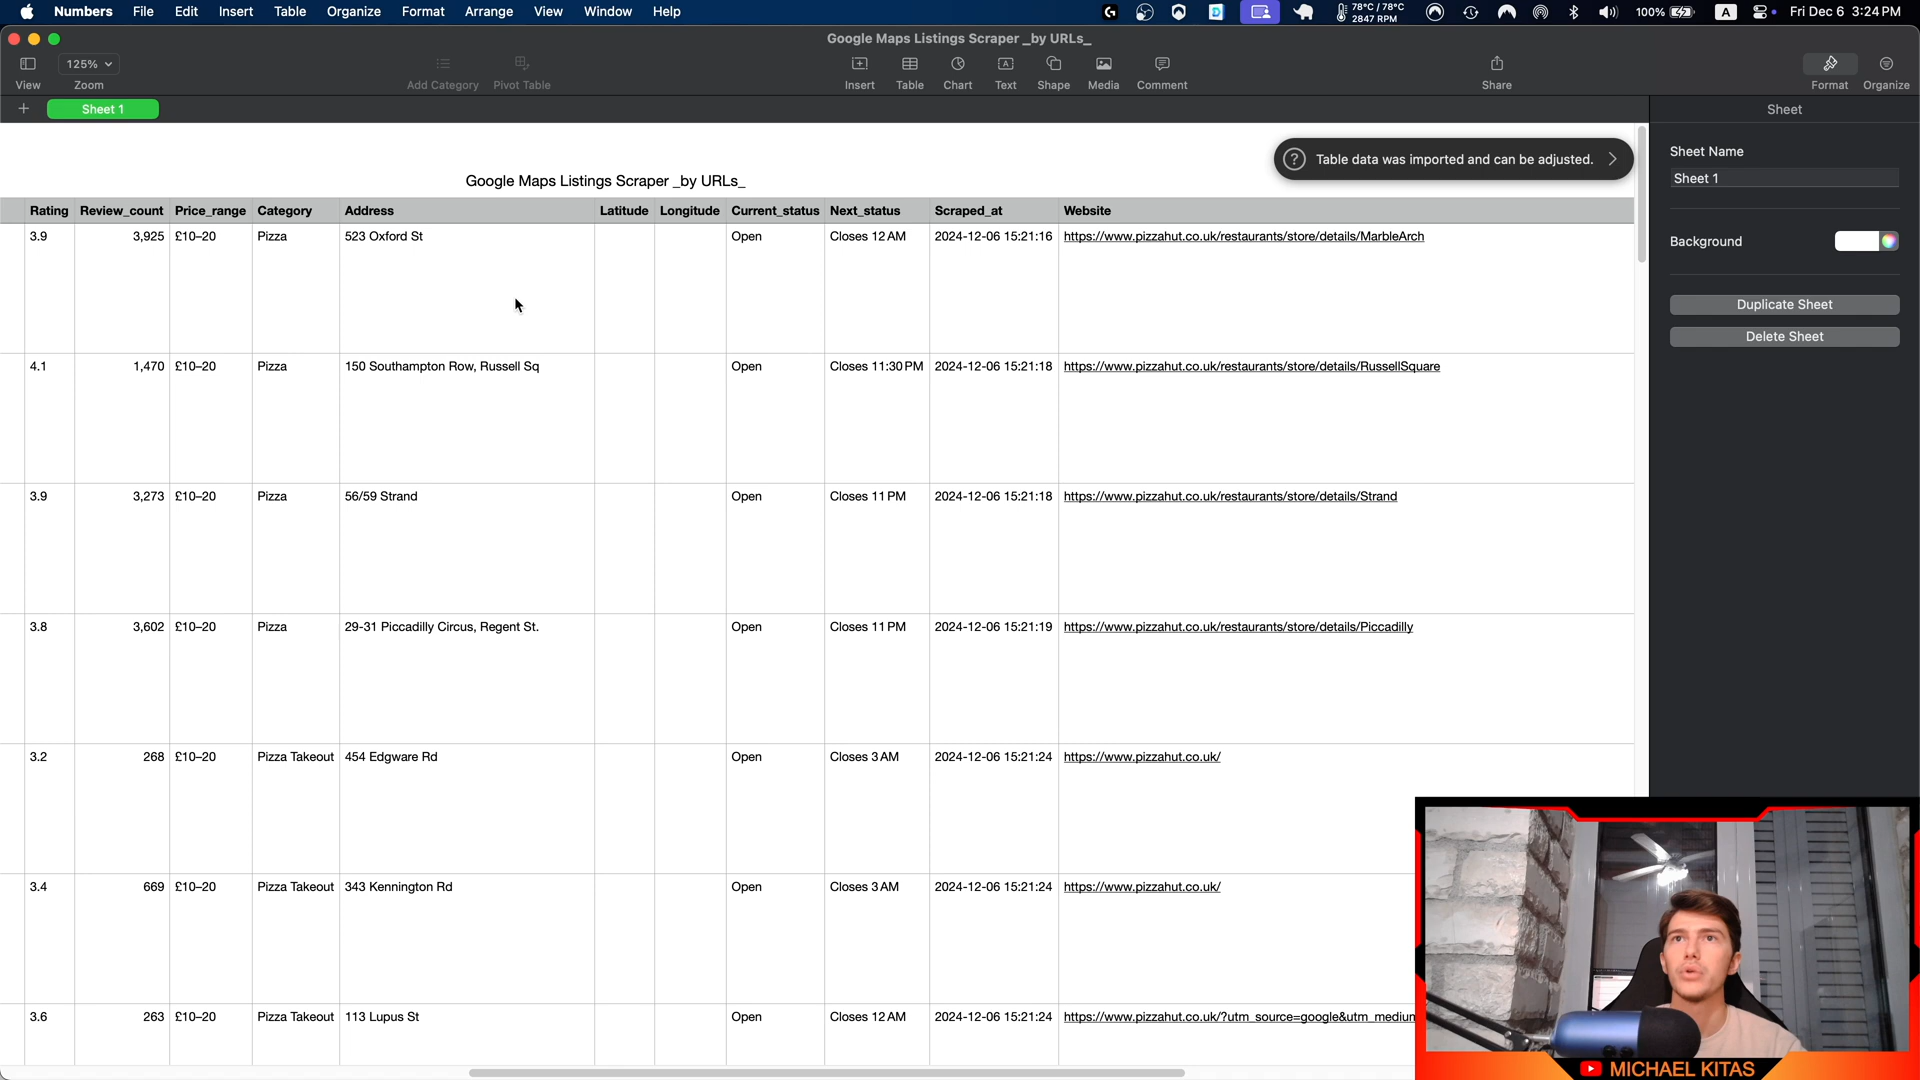 Numbers File Edit Insert Table Organize Format Arrange View Window Help 78°C / 78°C 2847 RPM 100% A Fri Dec 6 3:24 PM
Google Maps Listings Scraper _by URLs_
125%
View Zoom Add Category Pivot Table Insert Table Chart Text Shape Media Comment Share Format Organize
Sheet 1
Sheet
Table data was imported and can be adjusted.
Sheet Name
Sheet 1
Background
Duplicate Sheet
Delete Sheet
Google Maps Listings Scraper _by URLs_
Rating Review_count Price_range Category Address Latitude Longitude Current_status Next_status Scraped_at Website
3.9 3,925 £10–20 Pizza 523 Oxford St Open Closes 12 AM 2024-12-06 15:21:16 https://www.pizzahut.co.uk/restaurants/store/details/MarbleArch
4.1 1,470 £10–20 Pizza 150 Southampton Row, Russell Sq Open Closes 11:30 PM 2024-12-06 15:21:18 https://www.pizzahut.co.uk/restaurants/store/details/RussellSquare
3.9 3,273 £10–20 Pizza 56/59 Strand Open Closes 11 PM 2024-12-06 15:21:18 https://www.pizzahut.co.uk/restaurants/store/details/Strand
3.8 3,602 £10–20 Pizza 29-31 Piccadilly Circus, Regent St. Open Closes 11 PM 2024-12-06 15:21:19 https://www.pizzahut.co.uk/restaurants/store/details/Piccadilly
3.2 268 £10–20 Pizza Takeout 454 Edgware Rd Open Closes 3 AM 2024-12-06 15:21:24 https://www.pizzahut.co.uk/
3.4 669 £10–20 Pizza Takeout 343 Kennington Rd Open Closes 3 AM 2024-12-06 15:21:24 https://www.pizzahut.co.uk/
3.6 263 £10–20 Pizza Takeout 113 Lupus St Open Closes 12 AM 2024-12-06 15:21:24 https://www.pizzahut.co.uk/?utm_source=google&utm_medium
MICHAEL KITAS